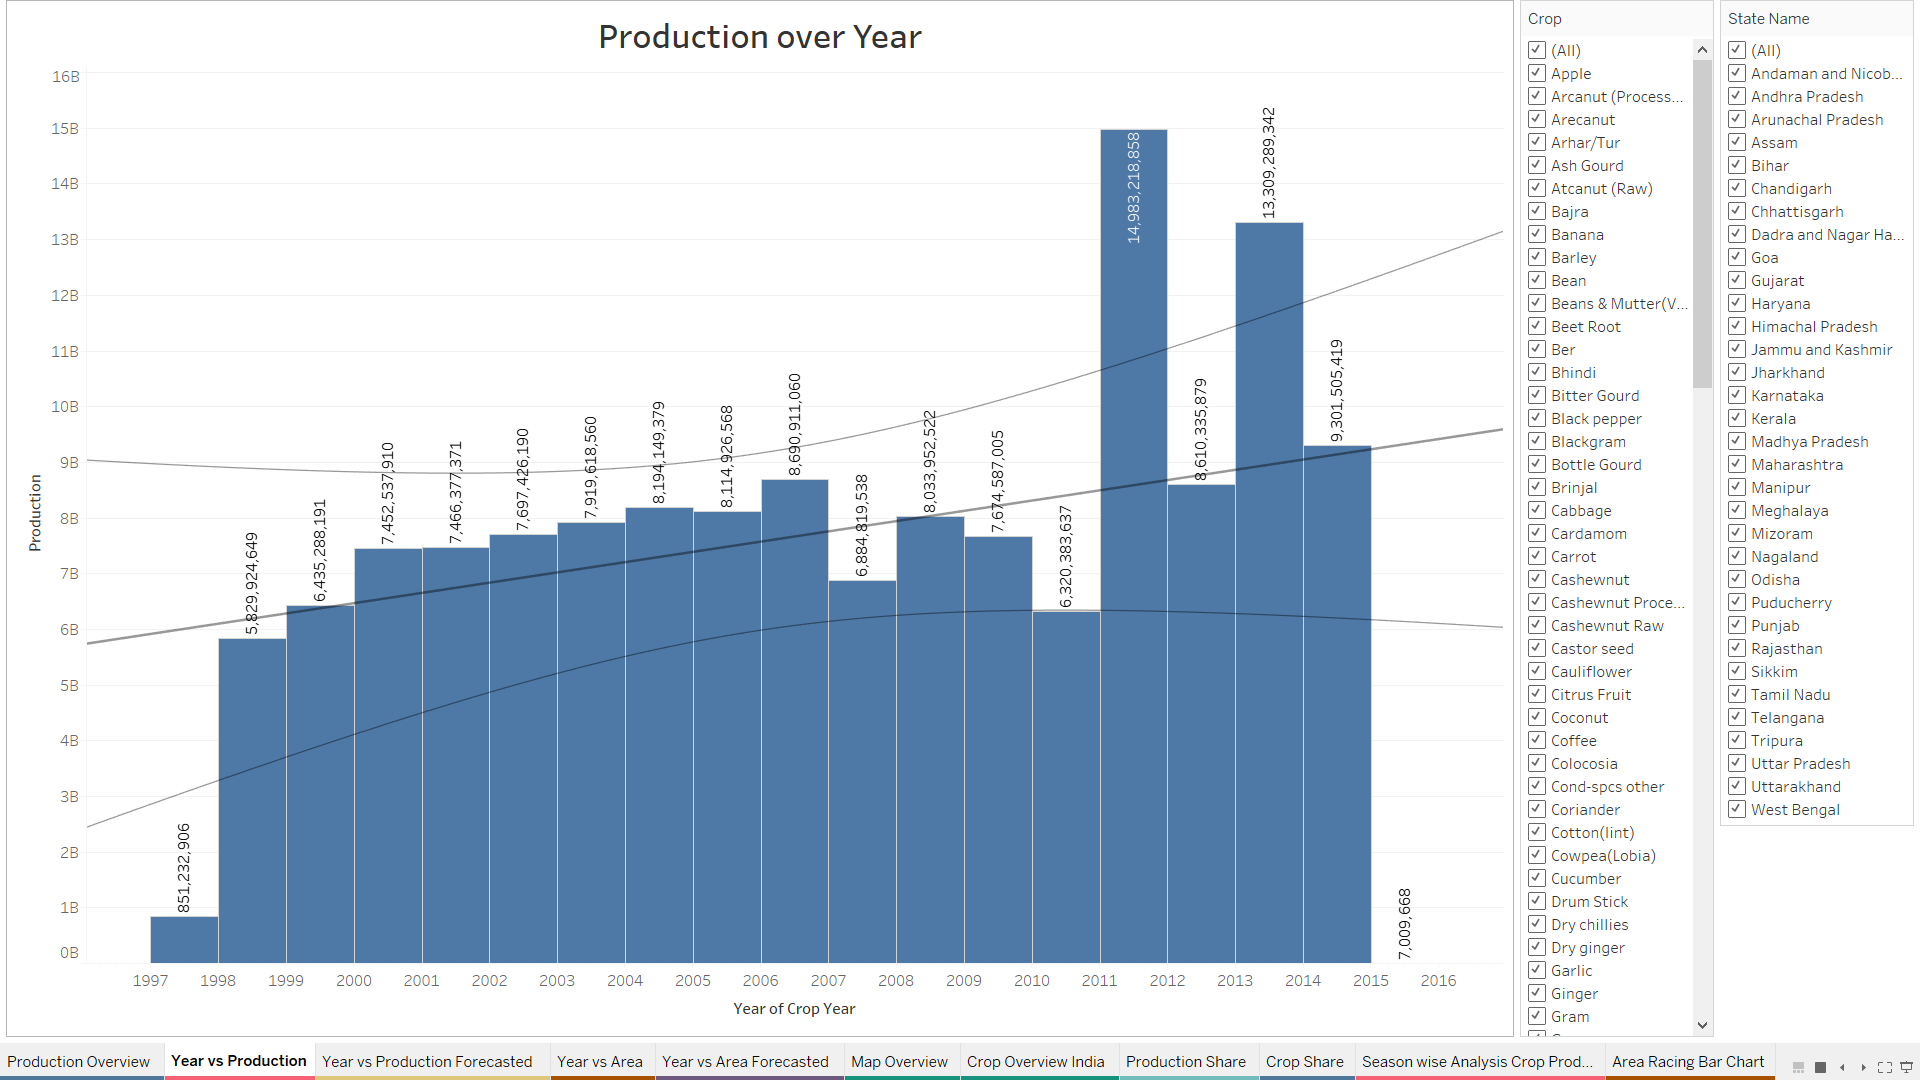 Production over Year
16B
15B
14B
13B
12B
11B
10B
9B
8B
7B
6B
5B
4B
3B
2B
1B
0B
Production
851,232,906
5,829,924,649
6,435,288,191
7,452,537,910
7,466,377,371
7,697,426,190
7,919,618,560
8,194,149,379
8,114,926,568
8,690,911,060
6,884,819,538
8,033,952,522
7,674,587,005
6,320,383,637
14,983,218,858
8,610,335,879
13,309,289,342
9,301,505,419
7,009,668
1997 1998 1999 2000 2001 2002 2003 2004 2005 2006 2007 2008 2009 2010 2011 2012 2013 2014 2015 2016
Year of Crop Year
Crop
(All)
Apple
Arcanut (Process...
Arecanut
Arhar/Tur
Ash Gourd
Atcanut (Raw)
Bajra
Banana
Barley
Bean
Beans & Mutter(V...
Beet Root
Ber
Bhindi
Bitter Gourd
Black pepper
Blackgram
Bottle Gourd
Brinjal
Cabbage
Cardamom
Carrot
Cashewnut
Cashewnut Proce...
Cashewnut Raw
Castor seed
Cauliflower
Citrus Fruit
Coconut
Coffee
Colocosia
Cond-spcs other
Coriander
Cotton(lint)
Cowpea(Lobia)
Cucumber
Drum Stick
Dry chillies
Dry ginger
Garlic
Ginger
Gram
State Name
(All)
Andaman and Nicob...
Andhra Pradesh
Arunachal Pradesh
Assam
Bihar
Chandigarh
Chhattisgarh
Dadra and Nagar Ha...
Goa
Gujarat
Haryana
Himachal Pradesh
Jammu and Kashmir
Jharkhand
Karnataka
Kerala
Madhya Pradesh
Maharashtra
Manipur
Meghalaya
Mizoram
Nagaland
Odisha
Puducherry
Punjab
Rajasthan
Sikkim
Tamil Nadu
Telangana
Tripura
Uttar Pradesh
Uttarakhand
West Bengal
Production Overview Year vs Production Year vs Production Forecasted Year vs Area Year vs Area Forecasted Map Overview Crop Overview India Production Share Crop Share Season wise Analysis Crop Prod... Area Racing Bar Chart